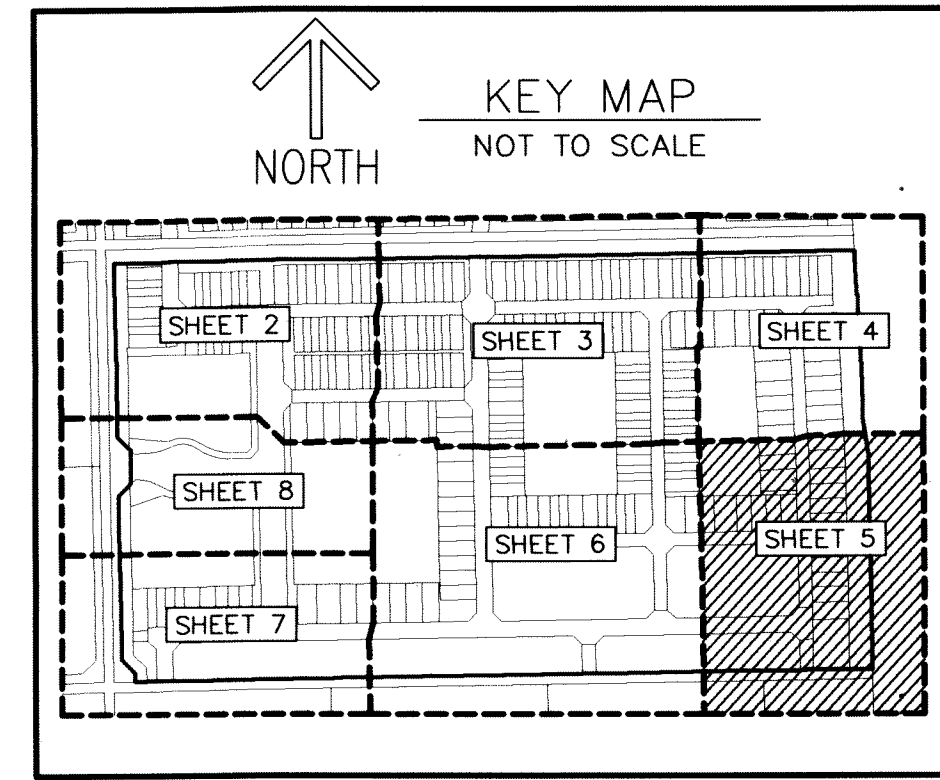 KEY MAP
NOT TO SCALE
NORTH
SHEET 2
SHEET 3
SHEET 4
SHEET 8
SHEET 6
SHEET 5
SHEET 7